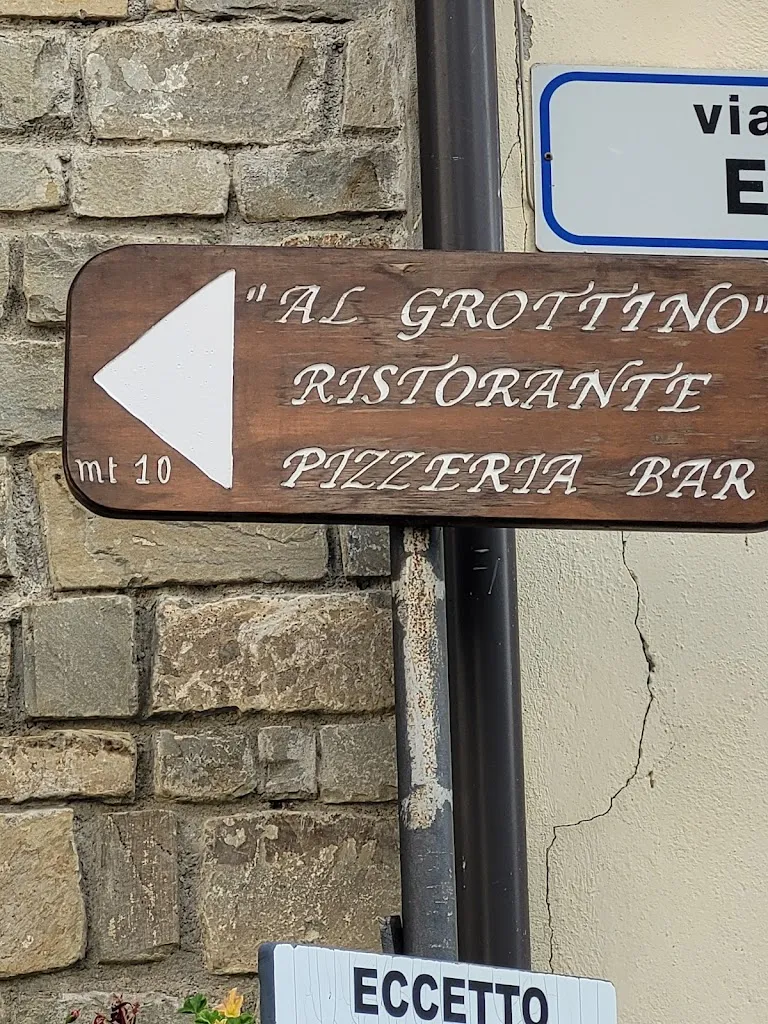 via
E
"AL GROTTINO"
RISTORANTE
PIZZERIA BAR
mt 10
ECCETTO